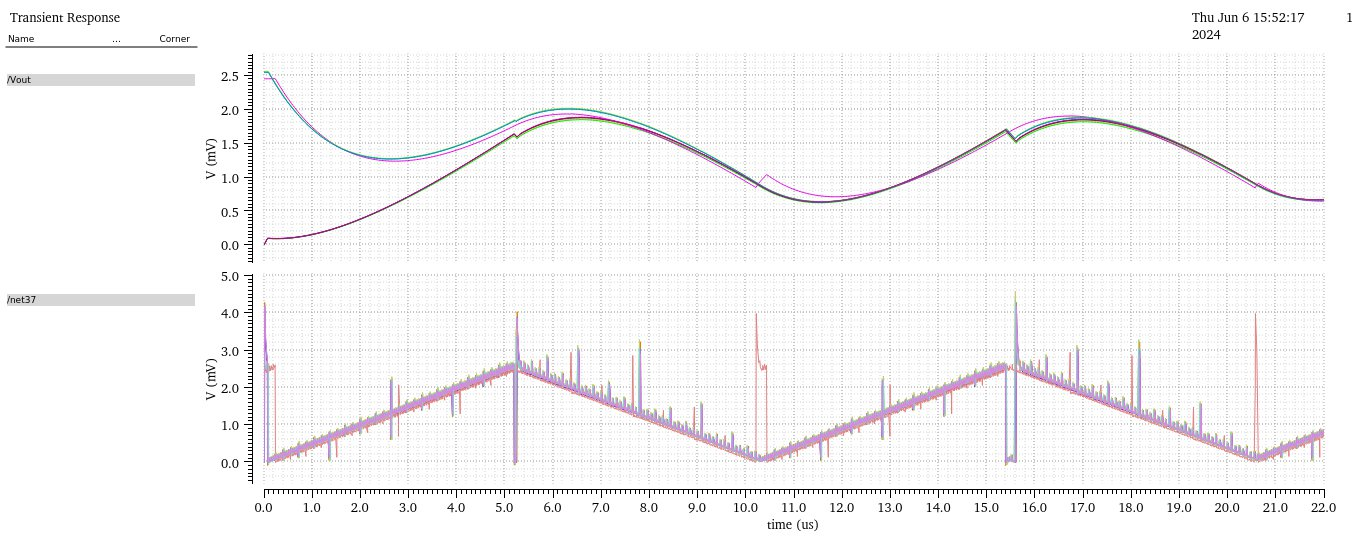 Transient Response
Thu Jun 6 15:52:17 1
2024
Name ... Corner
/Vout
2.5
2.0
1.5
1.0
0.5
0.0
V (mV)
/net37
5.0
4.0
3.0
2.0
1.0
0.0
V (mV)
0.0 1.0 2.0 3.0 4.0 5.0 6.0 7.0 8.0 9.0 10.0 11.0 12.0 13.0 14.0 15.0 16.0 17.0 18.0 19.0 20.0 21.0 22.0
time (us)